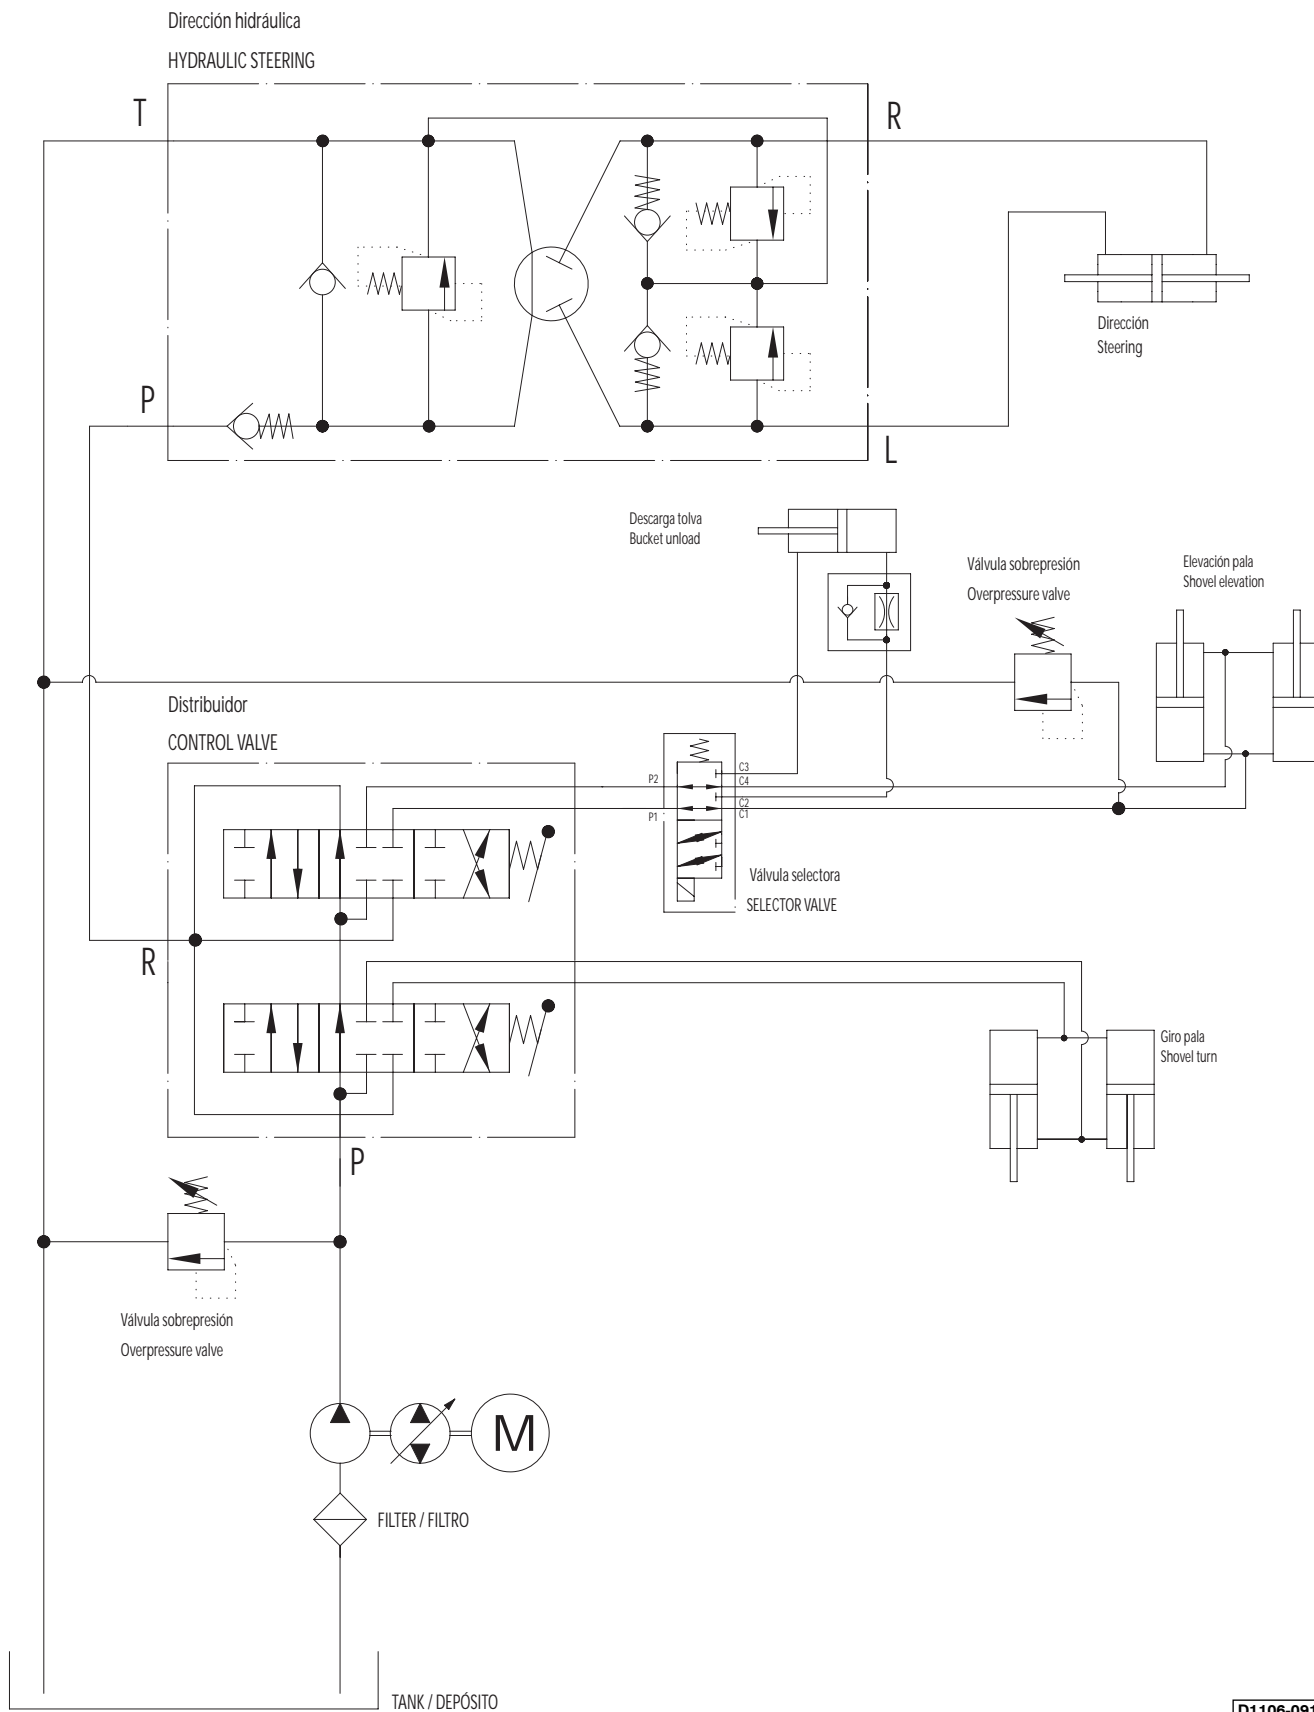 Dirección hidráulica
HYDRAULIC STEERING
T
R
P
L
Dirección
Steering
Descarga tolva
Bucket unload
Válvula sobrepresión
Overpressure valve
Elevación pala
Shovel elevation
Distribuidor
CONTROL VALVE
P2
P1
C3
C4
C2
C1
Válvula selectora
SELECTOR VALVE
R
Giro pala
Shovel turn
P
Válvula sobrepresión
Overpressure valve
M
FILTER / FILTRO
TANK / DEPÓSITO
D1106-091